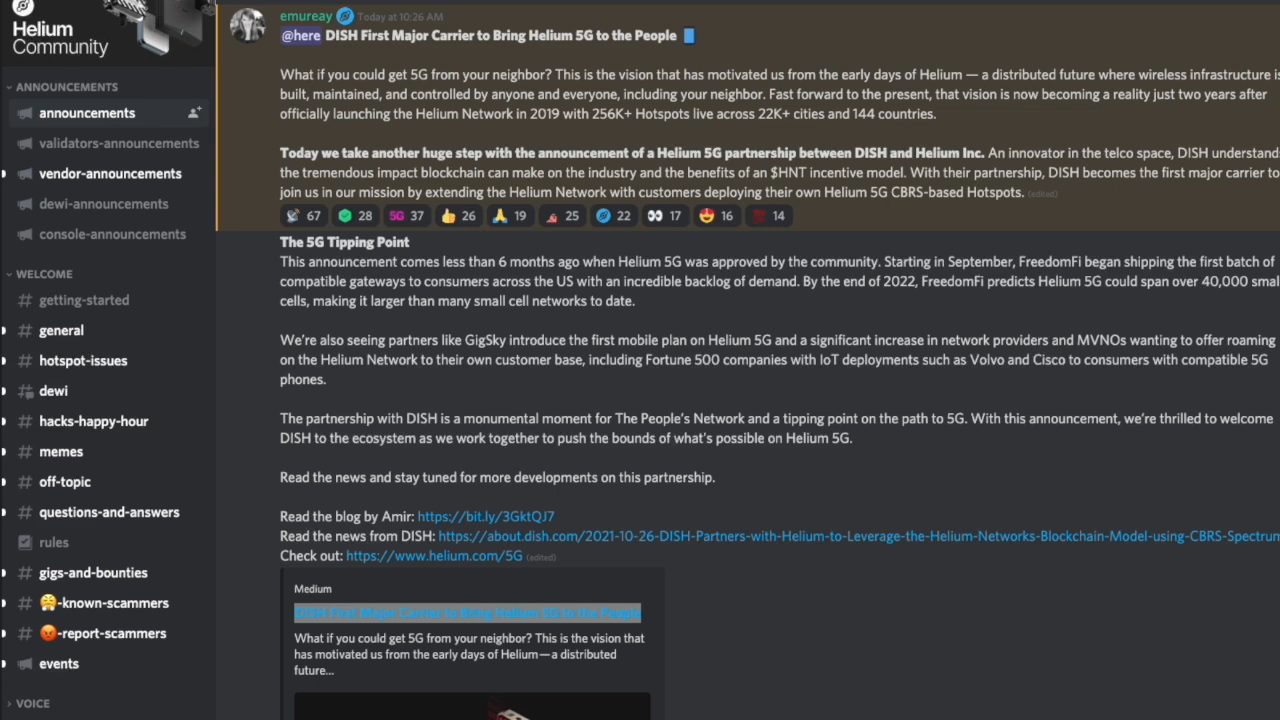 Helium
Community
ANNOUNCEMENTS
announcements
validators-announcements
vendor-announcements
dewi-announcements
console-announcements
WELCOME
getting-started
general
hotspot-issues
dewi
hacks-happy-hour
memes
off-topic
questions-and-answers
rules
gigs-and-bounties
😤-known-scammers
😡-report-scammers
events
VOICE
emureay Today at 10:26 AM
@here DISH First Major Carrier to Bring Helium 5G to the People 📘
What if you could get 5G from your neighbor? This is the vision that has motivated us from the early days of Helium — a distributed future where wireless infrastructure is
built, maintained, and controlled by anyone and everyone, including your neighbor. Fast forward to the present, that vision is now becoming a reality just two years after
officially launching the Helium Network in 2019 with 256K+ Hotspots live across 22K+ cities and 144 countries.
Today we take another huge step with the announcement of a Helium 5G partnership between DISH and Helium Inc. An innovator in the telco space, DISH understands
the tremendous impact blockchain can make on the industry and the benefits of an $HNT incentive model. With their partnership, DISH becomes the first major carrier to
join us in our mission by extending the Helium Network with customers deploying their own Helium 5G CBRS-based Hotspots. (edited)
67 28 5G 37 👍 26 🙏 19 25 22 👀 17 😍 16 14
The 5G Tipping Point
This announcement comes less than 6 months ago when Helium 5G was approved by the community. Starting in September, FreedomFi began shipping the first batch of
compatible gateways to consumers across the US with an incredible backlog of demand. By the end of 2022, FreedomFi predicts Helium 5G could span over 40,000 smal
cells, making it larger than many small cell networks to date.
We're also seeing partners like GigSky introduce the first mobile plan on Helium 5G and a significant increase in network providers and MVNOs wanting to offer roaming
on the Helium Network to their own customer base, including Fortune 500 companies with IoT deployments such as Volvo and Cisco to consumers with compatible 5G
phones.
The partnership with DISH is a monumental moment for The People's Network and a tipping point on the path to 5G. With this announcement, we're thrilled to welcome
DISH to the ecosystem as we work together to push the bounds of what's possible on Helium 5G.
Read the news and stay tuned for more developments on this partnership.
Read the blog by Amir: https://bit.ly/3GktQJ7
Read the news from DISH: https://about.dish.com/2021-10-26-DISH-Partners-with-Helium-to-Leverage-the-Helium-Networks-Blockchain-Model-using-CBRS-Spectrum
Check out: https://www.helium.com/5G (edited)
Medium
DISH First Major Carrier to Bring Helium 5G to the People
What if you could get 5G from your neighbor? This is the vision that
has motivated us from the early days of Helium — a distributed
future...